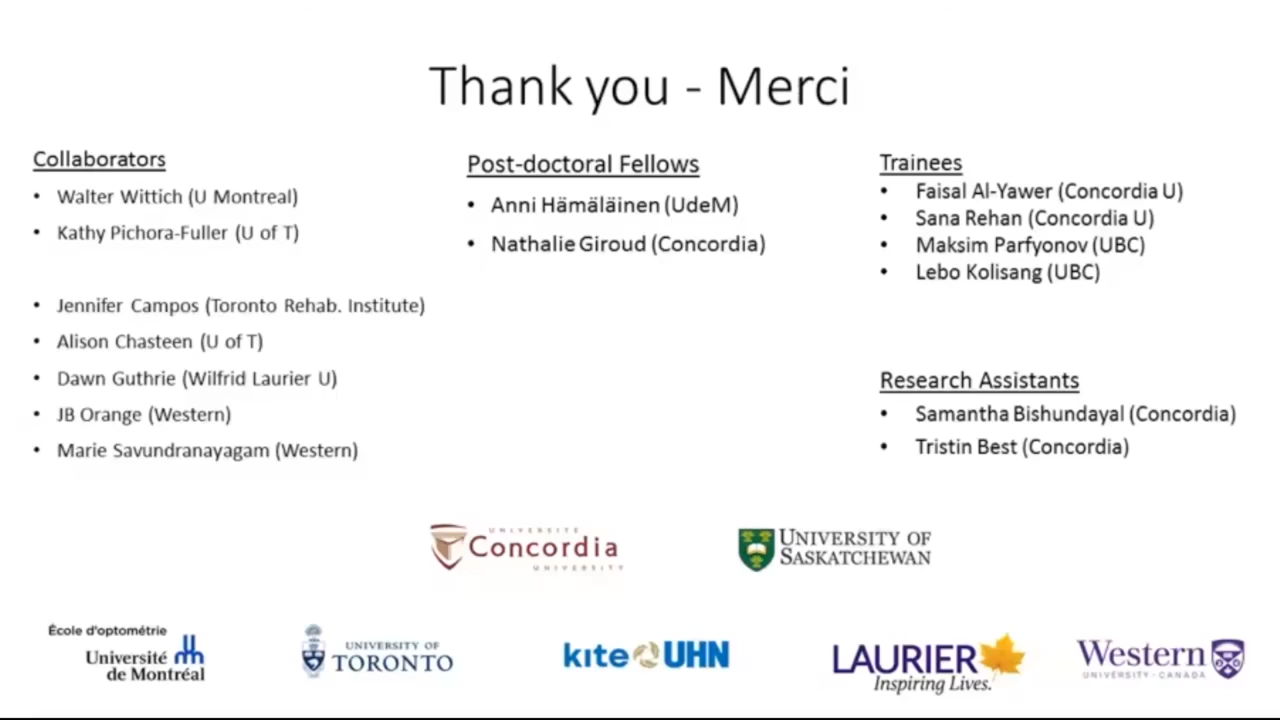 Thank you - Merci
Collaborators
• Walter Wittich (U Montreal)
• Kathy Pichora-Fuller (U of T)
• Jennifer Campos (Toronto Rehab. Institute)
• Alison Chasteen (U of T)
• Dawn Guthrie (Wilfrid Laurier U)
• JB Orange (Western)
• Marie Savundranayagam (Western)
Post-doctoral Fellows
• Anni Hämäläinen (UdeM)
• Nathalie Giroud (Concordia)
Trainees
• Faisal Al-Yawer (Concordia U)
• Sana Rehan (Concordia U)
• Maksim Parfyonov (UBC)
• Lebo Kolisang (UBC)
Research Assistants
• Samantha Bishundayal (Concordia)
• Tristin Best (Concordia)
UNIVERSITÉ
Concordia
UNIVERSITY
UNIVERSITY OF
SASKATCHEWAN
École d'optométrie
Université
de Montréal
UNIVERSITY OF
TORONTO
kite UHN
LAURIER
Inspiring Lives.
Western
UNIVERSITY · CANADA